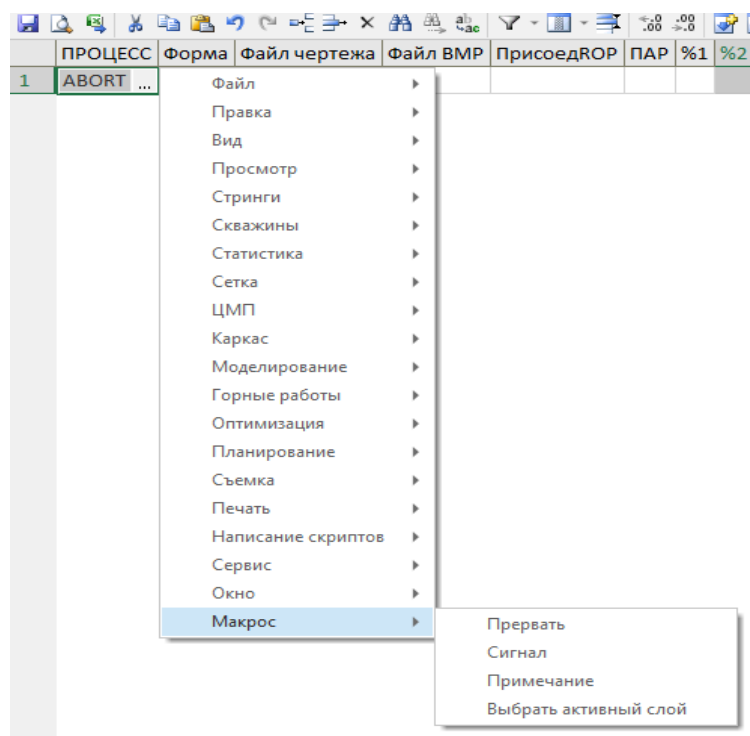 ПРОЦЕСС Форма Файл чертежа Файл BMP ПрисоедROP ПАР %1 %2
1 ABORT ...
Файл
Правка
Вид
Просмотр
Стринги
Скважины
Статистика
Сетка
ЦМП
Каркас
Моделирование
Горные работы
Оптимизация
Планирование
Съемка
Печать
Написание скриптов
Сервис
Окно
Макрос
Прервать
Сигнал
Примечание
Выбрать активный слой